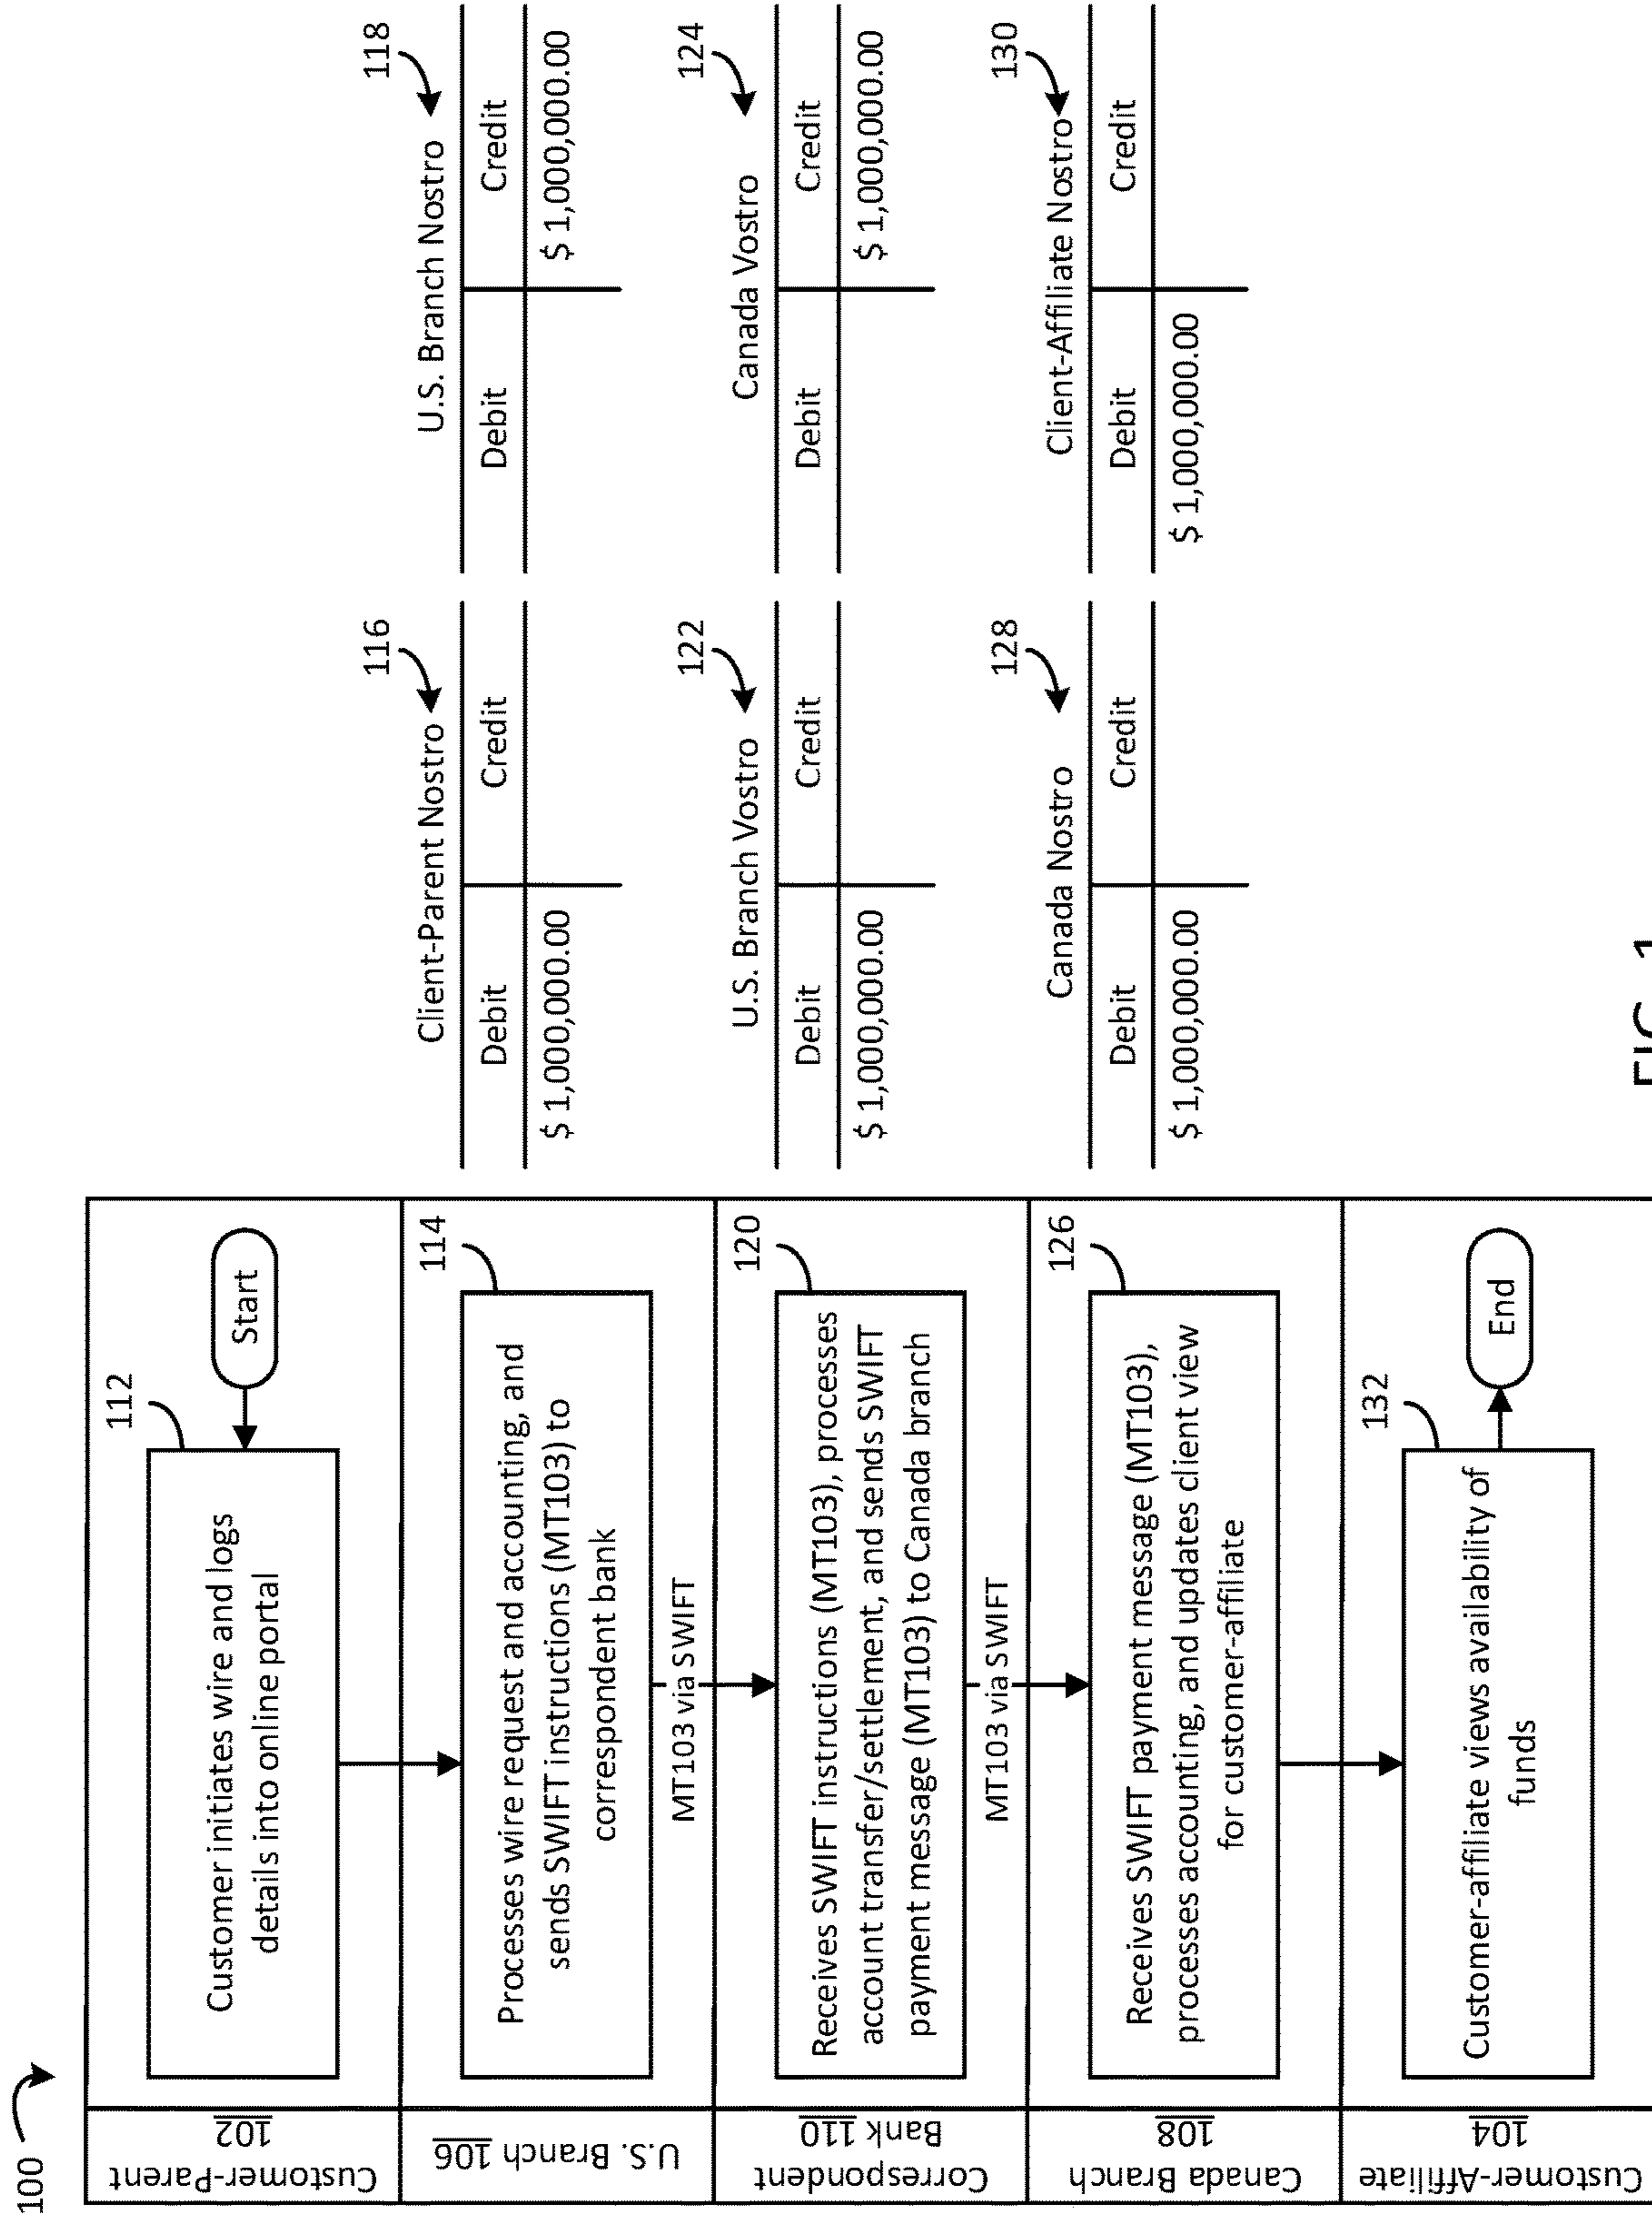 100
Customer-Parent
102
Start
112
Customer initiates wire and logs
details into online portal
U.S. Branch 106
114
Processes wire request and accounting, and
sends SWIFT instructions (MT103) to
correspondent bank
MT103 via SWIFT
Client-Parent Nostro
116
Debit
Credit
$ 1,000,000.00
U.S. Branch Nostro
118
Debit
Credit
$ 1,000,000.00
Correspondent
Bank 110
120
Receives SWIFT instructions (MT103), processes
account transfer/settlement, and sends SWIFT
payment message (MT103) to Canada branch
MT103 via SWIFT
U.S. Branch Vostro
122
Debit
Credit
$ 1,000,000.00
Canada Vostro
124
Debit
Credit
$ 1,000,000.00
Canada Branch
108
126
Receives SWIFT payment message (MT103),
processes accounting, and updates client view
for customer-affiliate
Canada Nostro
128
Debit
Credit
$ 1,000,000.00
Client-Affiliate Nostro
130
Debit
Credit
$ 1,000,000.00
Customer-Affiliate
104
132
Customer-affiliate views availability of
funds
End
FIG. 1